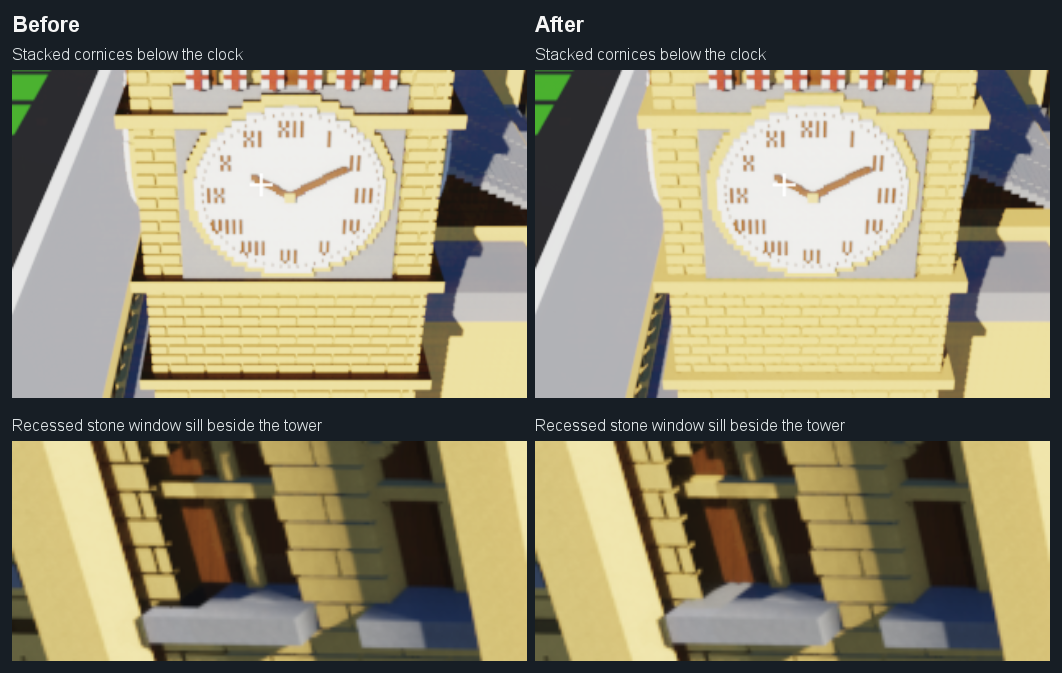 Before
Stacked cornices below the clock
XII
I
II
III
IV
V
VI
VII
VIII
IX
X
XI
Recessed stone window sill beside the tower
After
Stacked cornices below the clock
XII
I
II
III
IV
V
VI
VII
VIII
IX
X
XI
Recessed stone window sill beside the tower